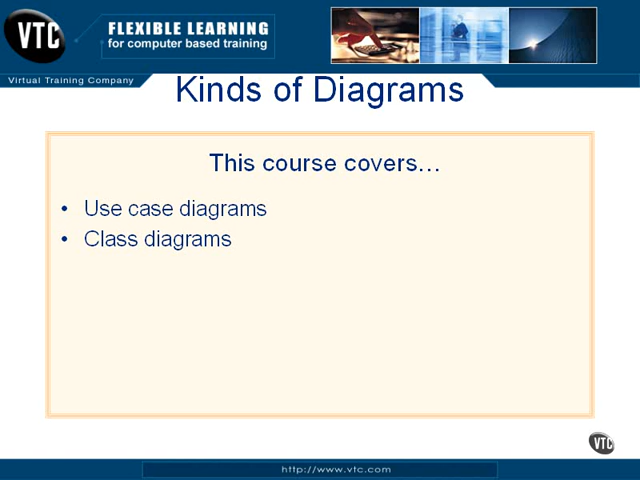 VTC
FLEXIBLE LEARNING
for computer based training
Virtual Training Company
Kinds of Diagrams
This course covers…
• Use case diagrams
• Class diagrams
VTC
http://www.vtc.com